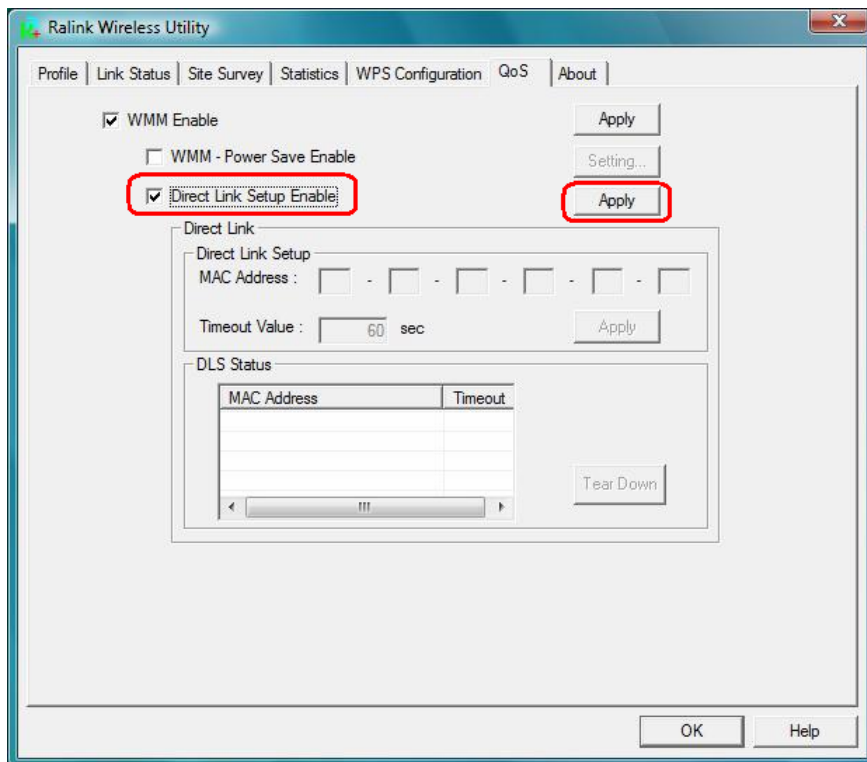 Ralink Wireless Utility
Profile Link Status Site Survey Statistics WPS Configuration QoS About
WMM Enable Apply
WMM - Power Save Enable Setting...
Direct Link Setup Enable Apply
Direct Link
Direct Link Setup
MAC Address : - - - - -
Timeout Value : 60 sec Apply
DLS Status
MAC Address Timeout
Tear Down
OK Help